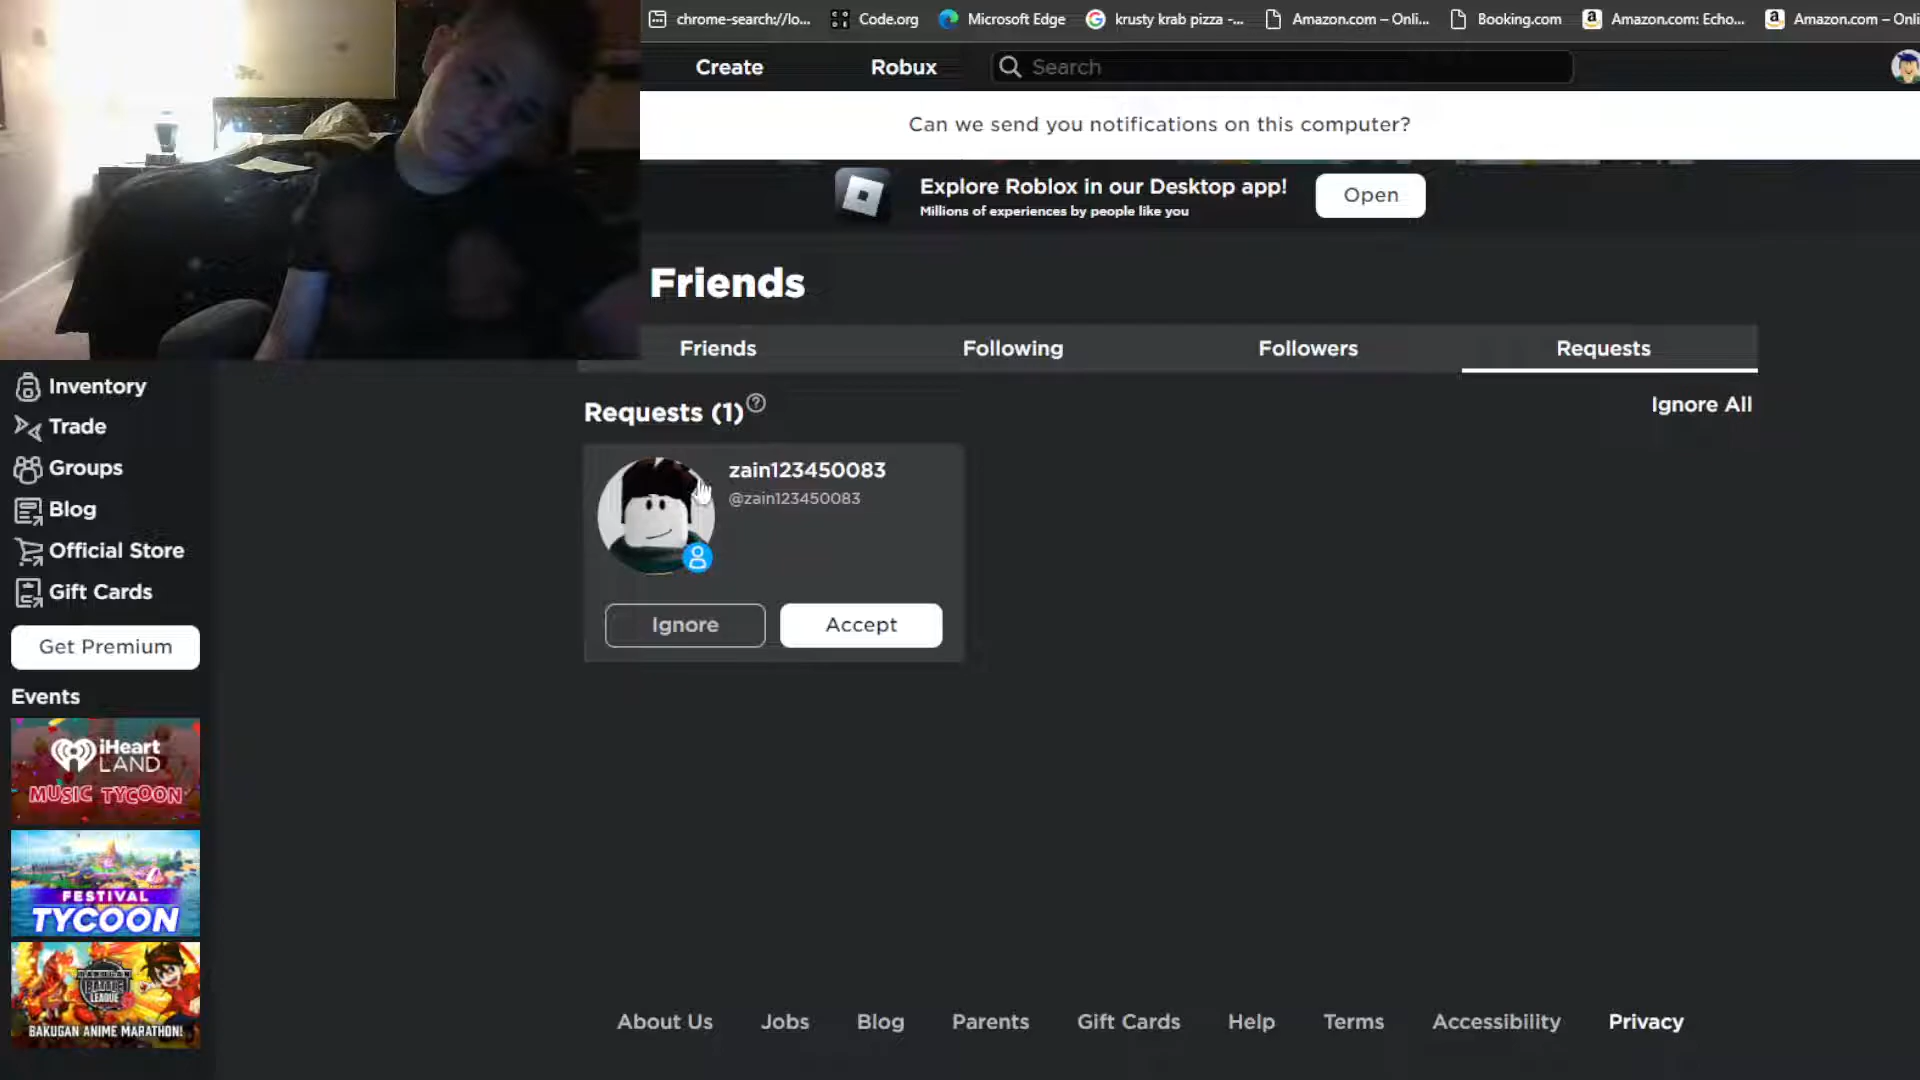 chrome-search://lo...
Code.org
Microsoft Edge
krusty krab pizza -...
Amazon.com – Onli...
Booking.com
Amazon.com: Echo...
Amazon.com – Onli
Create
Robux
Search
Can we send you notifications on this computer?
Explore Roblox in our Desktop app!
Millions of experiences by people like you
Open
Friends
Friends
Following
Followers
Requests
Requests (1)
Ignore All
zain123450083
@zain123450083
Ignore
Accept
Inventory
Trade
Groups
Blog
Official Store
Gift Cards
Get Premium
Events
iHeart
LAND
MUSIC TYCOON
FESTIVAL
TYCOON
BAKUGAN
BATTLE
LEAGUE
BAKUGAN ANIME MARATHON!
About Us
Jobs
Blog
Parents
Gift Cards
Help
Terms
Accessibility
Privacy